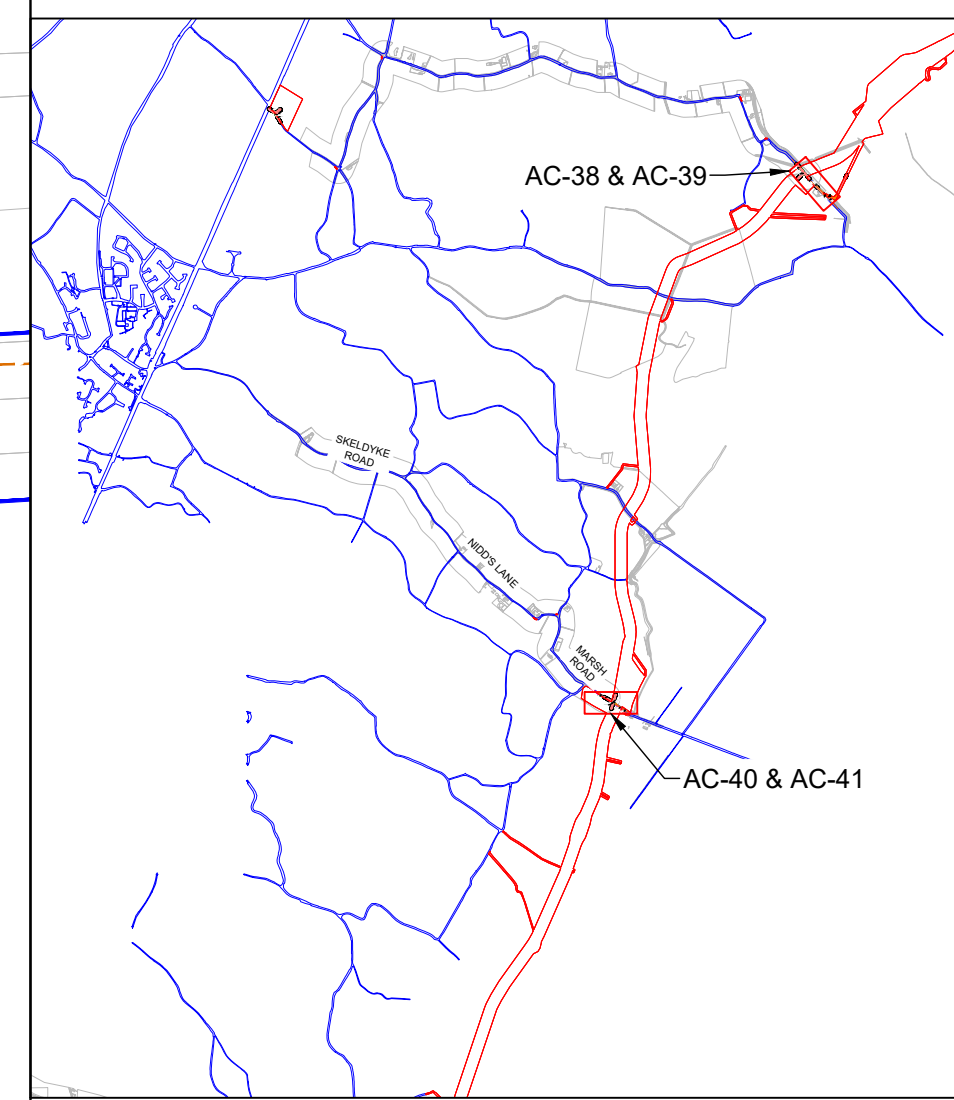 AC-38 & AC-39
SKELDYKE
ROAD
NIDD'S LANE
MARSH
ROAD
AC-40 & AC-41